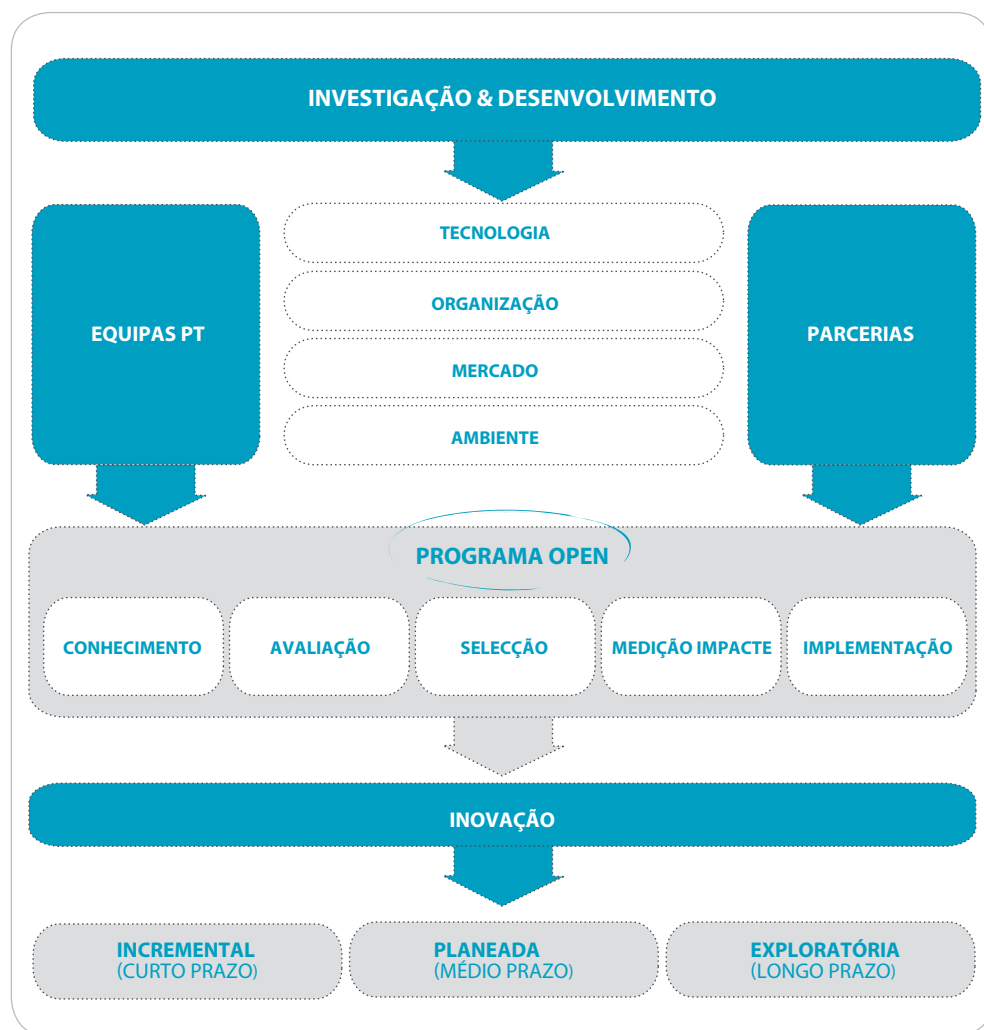 INVESTIGAÇÃO & DESENVOLVIMENTO
EQUIPAS PT
TECNOLOGIA
ORGANIZAÇÃO
MERCADO
AMBIENTE
PARCERIAS
PROGRAMA OPEN
CONHECIMENTO
AVALIAÇÃO
SELECÇÃO
MEDIÇÃO IMPACTE
IMPLEMENTAÇÃO
INOVAÇÃO
INCREMENTAL
(CURTO PRAZO)
PLANEADA
(MÉDIO PRAZO)
EXPLORATÓRIA
(LONGO PRAZO)